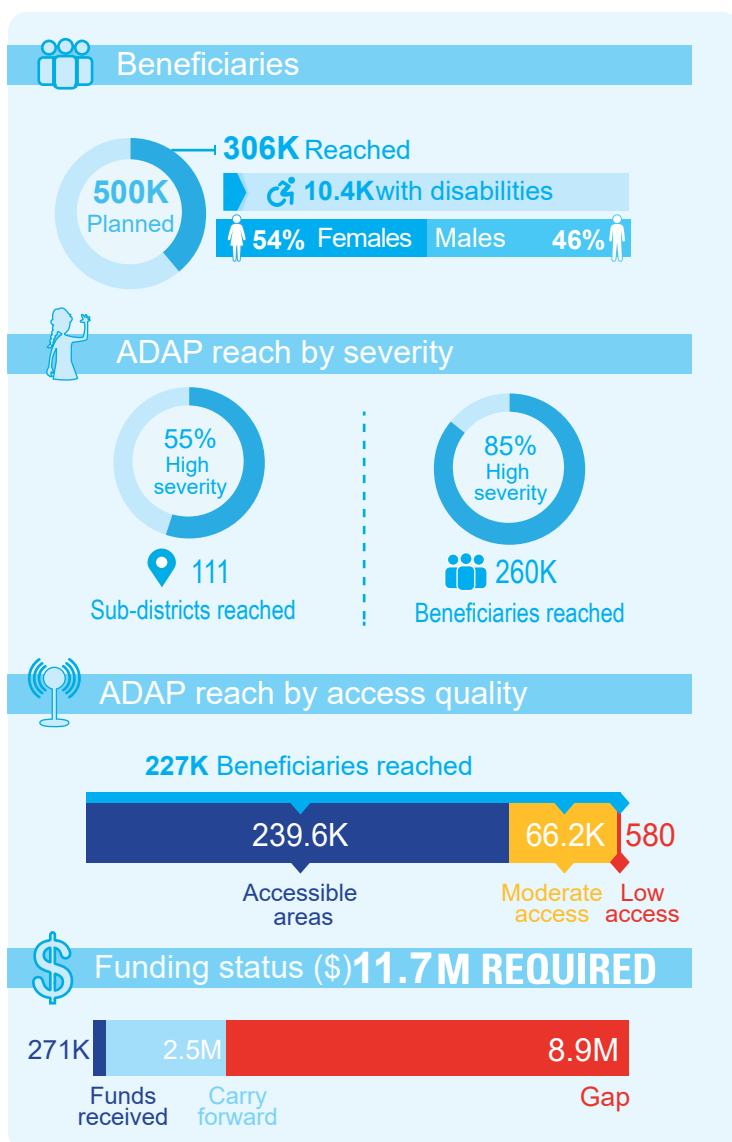 Beneficiaries
306K Reached
500K
Planned
10.4K with disabilities
54% Females Males 46%
ADAP reach by severity
55%
High
severity
111
Sub-districts reached
85%
High
severity
260K
Beneficiaries reached
ADAP reach by access quality
227K Beneficiaries reached
239.6K 66.2K 580
Accessible
areas
Moderate
access
Low
access
Funding status ($)11.7M REQUIRED
271K 2.5M 8.9M
Funds
received
Carry
forward
Gap